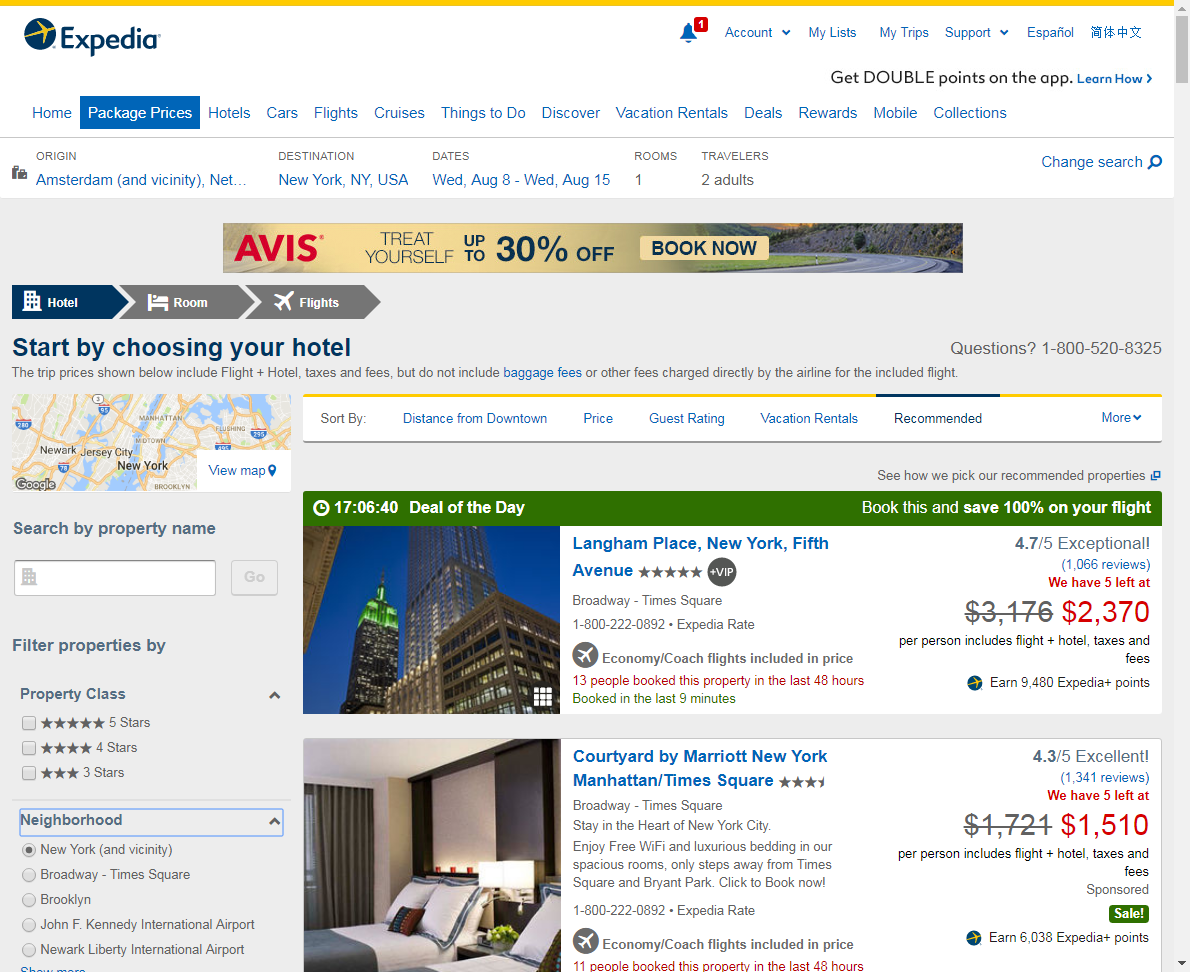 Expedia
1
Account
My Lists
My Trips
Support
Español
简体中文
Get DOUBLE points on the app. Learn How
Home
Package Prices
Hotels
Cars
Flights
Cruises
Things to Do
Discover
Vacation Rentals
Deals
Rewards
Mobile
Collections
ORIGIN
Amsterdam (and vicinity), Net...
DESTINATION
New York, NY, USA
DATES
Wed, Aug 8 - Wed, Aug 15
ROOMS
1
TRAVELERS
2 adults
Change search
AVIS®
TREAT
YOURSELF
UP
TO
30% OFF
BOOK NOW
Hotel
Room
Flights
Start by choosing your hotel
Questions? 1-800-520-8325
The trip prices shown below include Flight + Hotel, taxes and fees, but do not include baggage fees or other fees charged directly by the airline for the included flight.
3
95
280
MANHATTAN
FLUSHING
295
495
MIDTOWN
Newark
Jersey City
78
New York
BROOKLYN
Google
View map
Search by property name
Go
Filter properties by
Property Class
5 Stars
4 Stars
3 Stars
Neighborhood
New York (and vicinity)
Broadway - Times Square
Brooklyn
John F. Kennedy International Airport
Newark Liberty International Airport
Show more
Sort By:
Distance from Downtown
Price
Guest Rating
Vacation Rentals
Recommended
More
See how we pick our recommended properties
17:06:40 Deal of the Day
Book this and save 100% on your flight
Langham Place, New York, Fifth
Avenue
+VIP
Broadway - Times Square
1-800-222-0892 • Expedia Rate
Economy/Coach flights included in price
13 people booked this property in the last 48 hours
Booked in the last 9 minutes
4.7/5 Exceptional!
(1,066 reviews)
We have 5 left at
$3,176 $2,370
per person includes flight + hotel, taxes and
fees
Earn 9,480 Expedia+ points
Courtyard by Marriott New York
Manhattan/Times Square
Broadway - Times Square
Stay in the Heart of New York City.
Enjoy Free WiFi and luxurious bedding in our
spacious rooms, only steps away from Times
Square and Bryant Park. Click to Book now!
1-800-222-0892 • Expedia Rate
Economy/Coach flights included in price
11 people booked this property in the last 48 hours
4.3/5 Excellent!
(1,341 reviews)
We have 5 left at
$1,721 $1,510
per person includes flight + hotel, taxes and
fees
Sponsored
Sale!
Earn 6,038 Expedia+ points